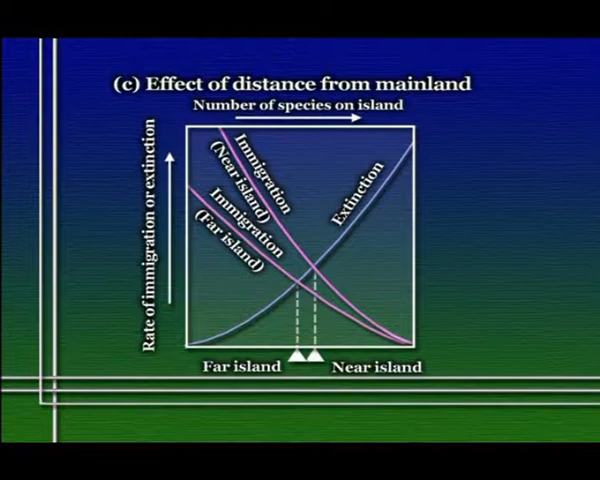 (c) Effect of distance from mainland
Number of species on island
Rate of immigration or extinction
Immigration
(Near island)
Immigration
(Far island)
Extinction
Far island
Near island